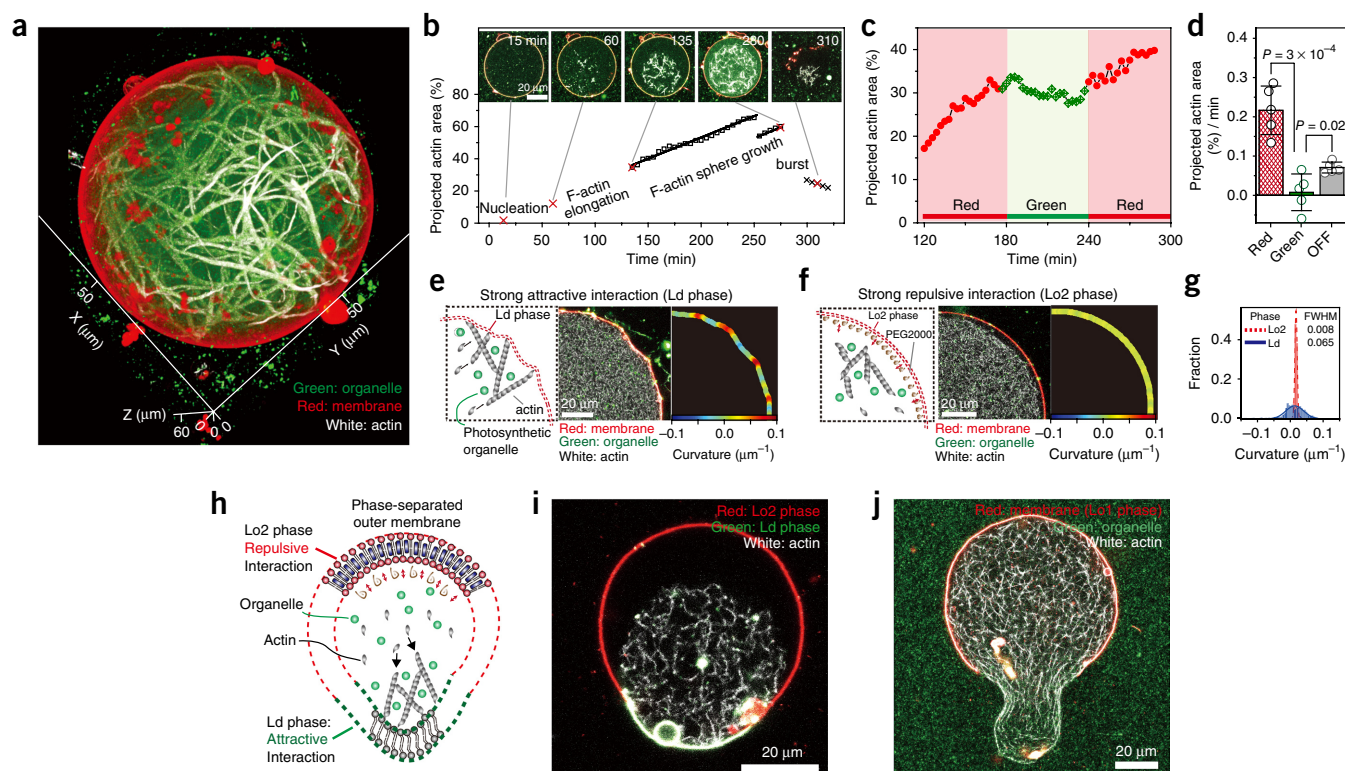 a
50
X (µm)
Y (µm)
50
Z (µm)
60
0
0
0
Green: organelle
Red: membrane
White: actin
b
15 min
60
135
280
310
20 µm
Projected actin area (%)
80
60
40
20
0
Nucleation
F-actin
elongation
F-actin sphere growth
burst
0 50 100 150 200 250 300
Time (min)
c
Projected actin area (%)
40
30
20
10
0
Red Green Red
120 180 240 300
Time (min)
d
P = 3 × 10⁻⁴
P = 0.02
Projected actin area
(%) / min
0.3
0.2
0.1
0.0
Red
Green
OFF
e
Strong attractive interaction (Ld phase)
Ld phase
actin
Photosynthetic
organelle
20 µm
Red: membrane
Green: organelle
White: actin
−0.1 0.0 0.1
Curvature (µm⁻¹)
f
Strong repulsive interaction (Lo2 phase)
Lo2 phase
PEG2000
20 µm
Red: membrane
Green: organelle
White: actin
−0.1 0.0 0.1
Curvature (µm⁻¹)
g
Phase FWHM
Lo2 0.008
Ld 0.065
Fraction
0.4
0.2
0.0
−0.1 0.0 0.1
Curvature (µm⁻¹)
h
Phase-separated
outer membrane
Lo2 phase
Repulsive
Interaction
Organelle
Actin
Ld phase:
Attractive
Interaction
i
Red: Lo2 phase
Green: Ld phase
White: actin
20 µm
j
Red: membrane (Lo1 phase)
Green: organelle
White: actin
20 µm